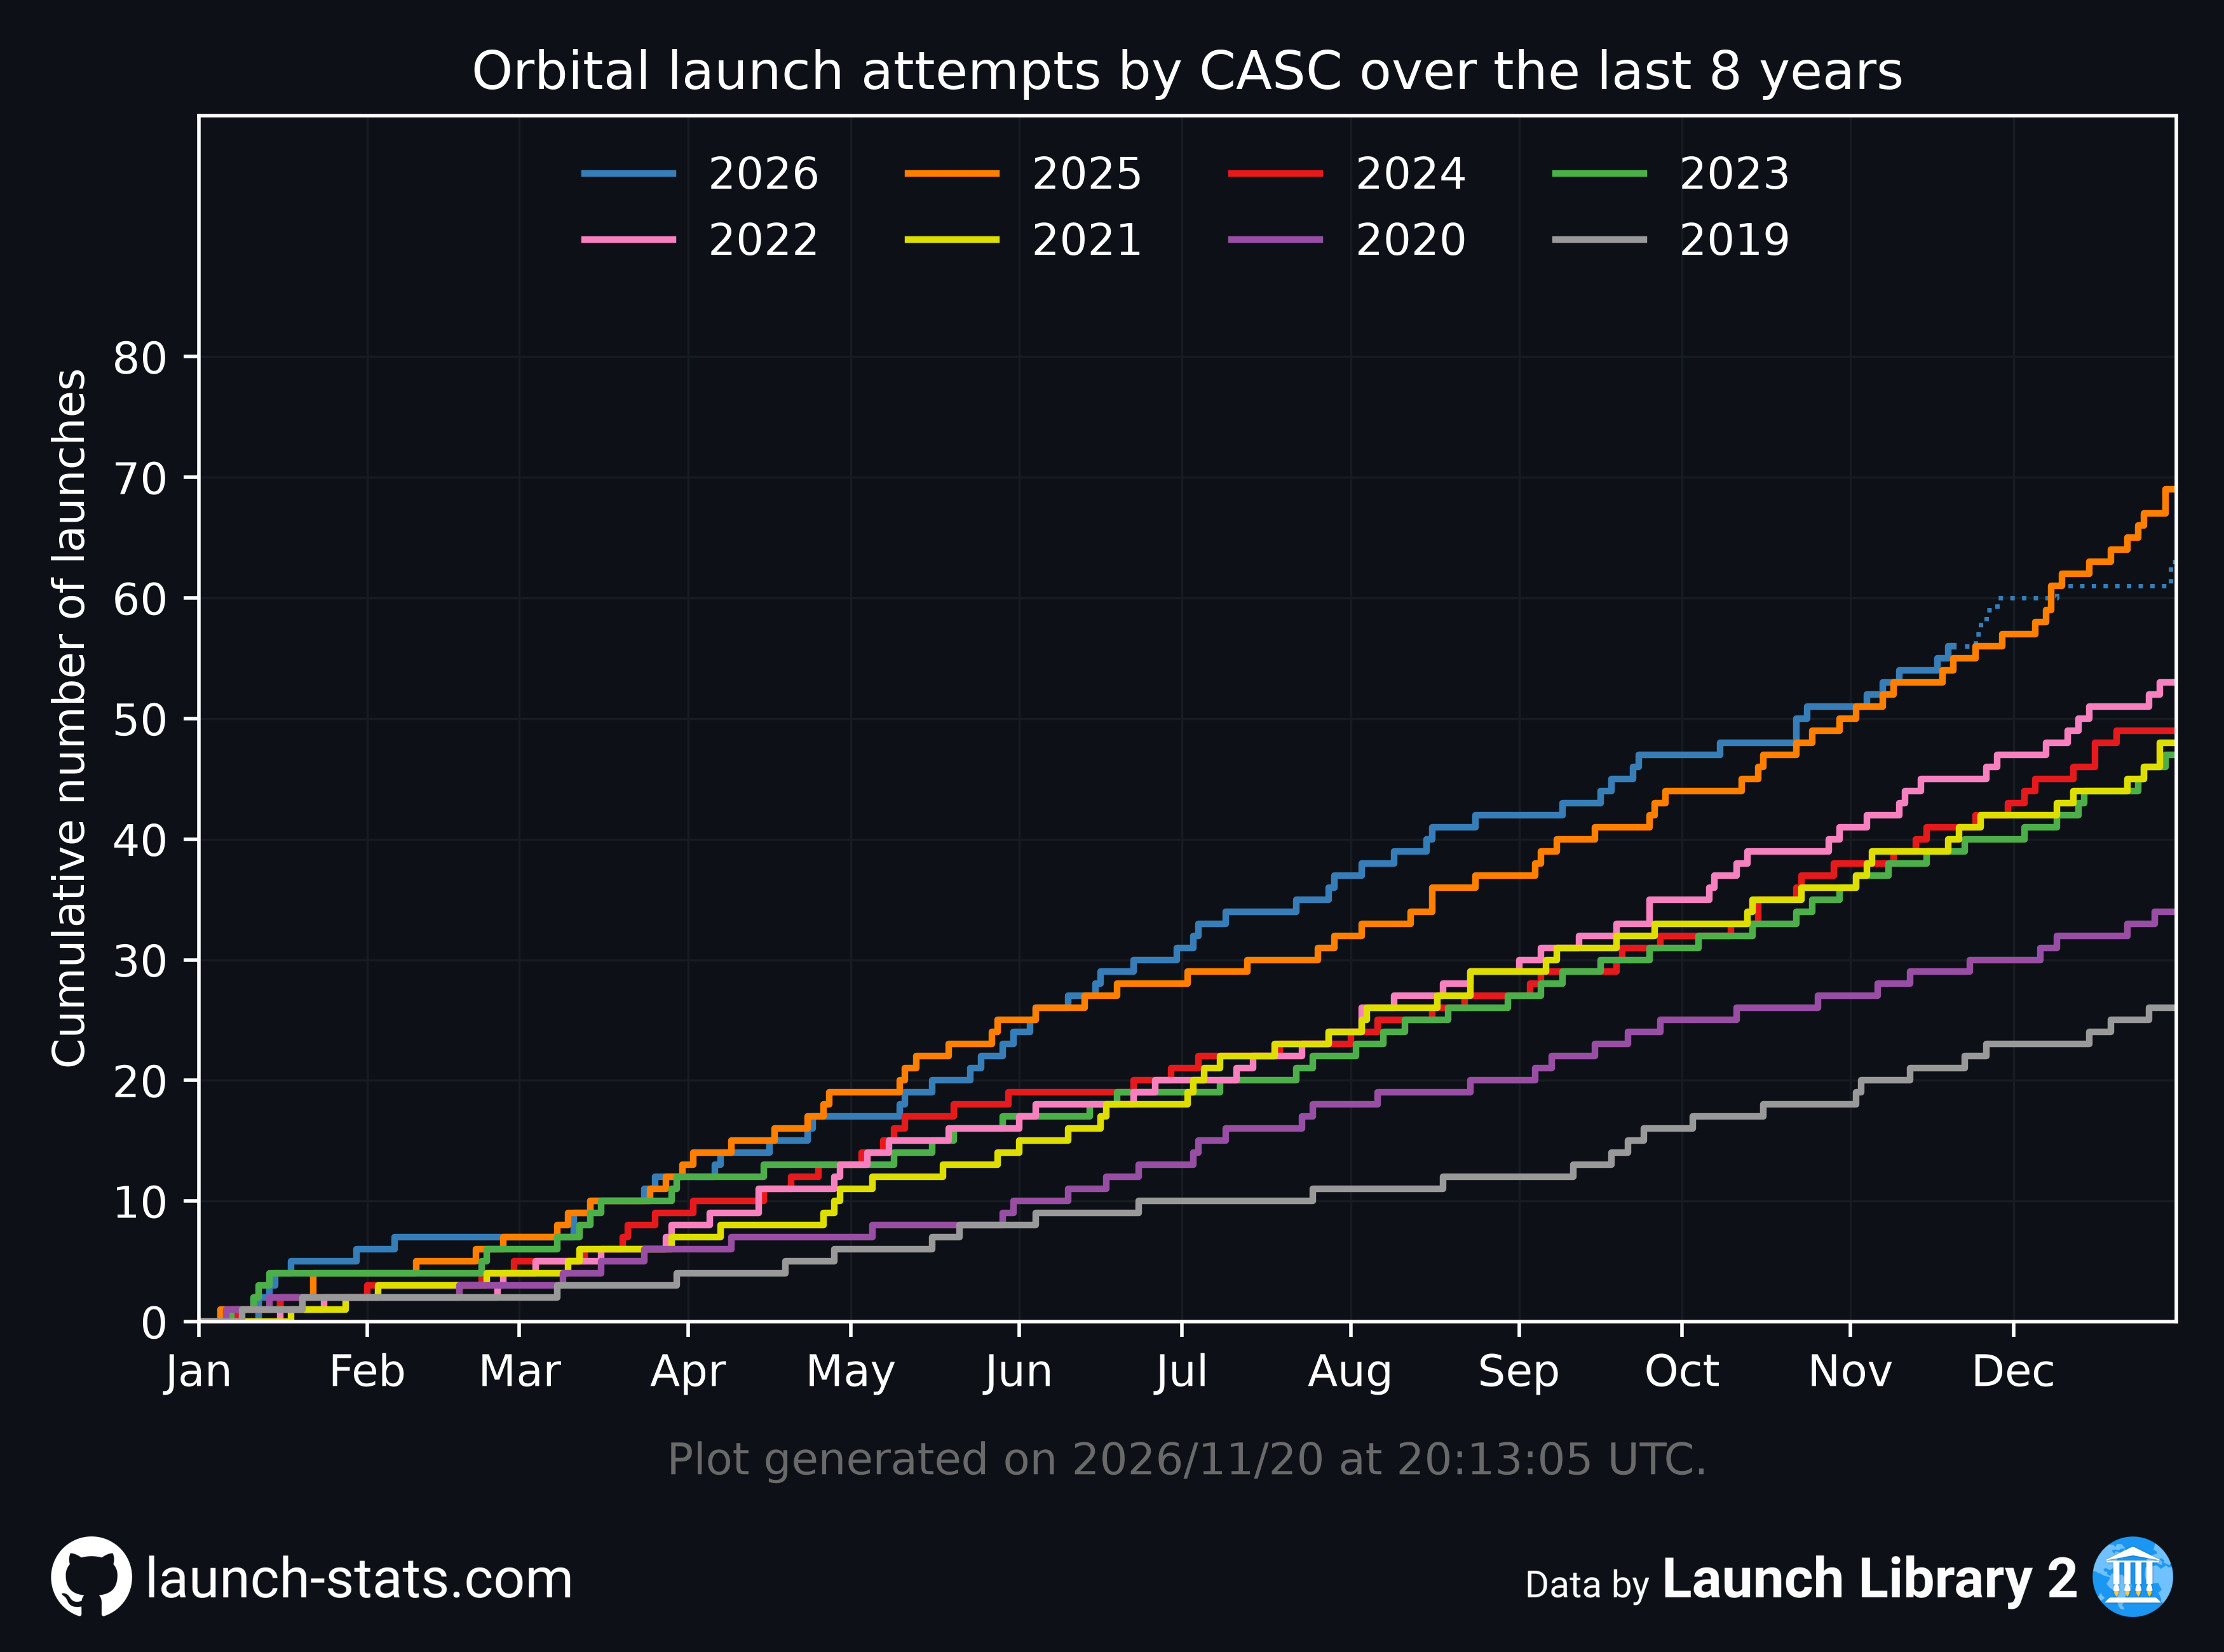 Orbital launch attempts by CASC over the last 8 years
2026 2025 2024 2023
2022 2021 2020 2019
Cumulative number of launches
80
70
60
50
40
30
20
10
0
Jan Feb Mar Apr May Jun Jul Aug Sep Oct Nov Dec
Plot generated on 2026/11/20 at 20:13:05 UTC.
launch-stats.com
Data by Launch Library 2